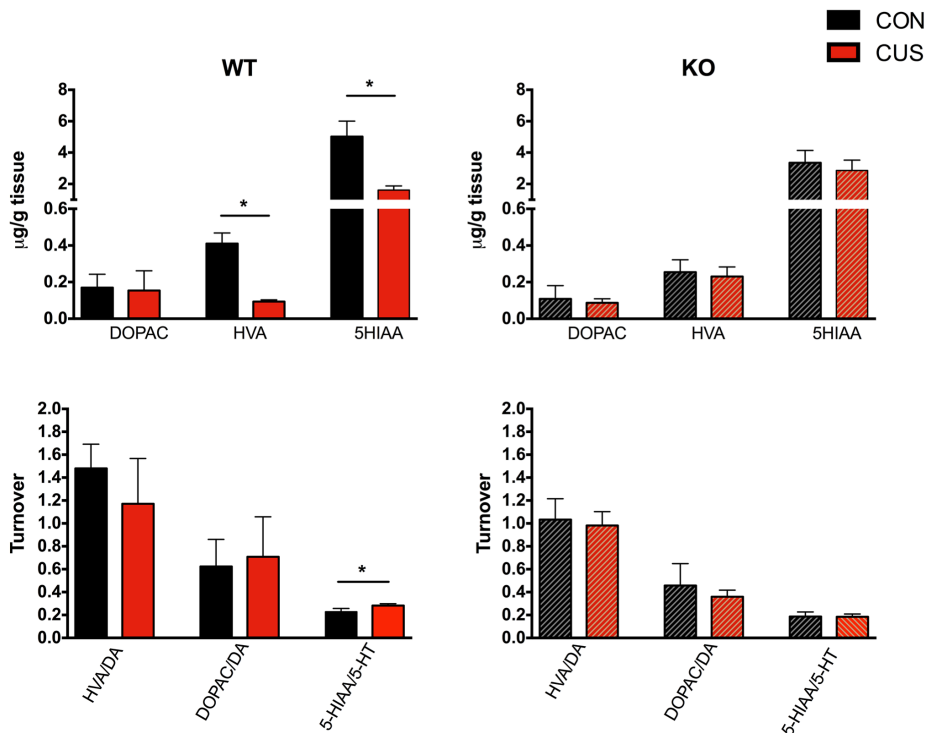 CON
CUS
WT
KO
μg/g tissue
8
6
4
2
0.6
0.4
0.2
0.0
*
*
DOPAC
HVA
5HIAA
μg/g tissue
8
6
4
2
0.6
0.4
0.2
0.0
DOPAC
HVA
5HIAA
Turnover
2.0
1.8
1.6
1.4
1.2
1.0
0.8
0.6
0.4
0.2
0.0
*
HVA/DA
DOPAC/DA
5-HIAA/5-HT
Turnover
2.0
1.8
1.6
1.4
1.2
1.0
0.8
0.6
0.4
0.2
0.0
HVA/DA
DOPAC/DA
5-HIAA/5-HT